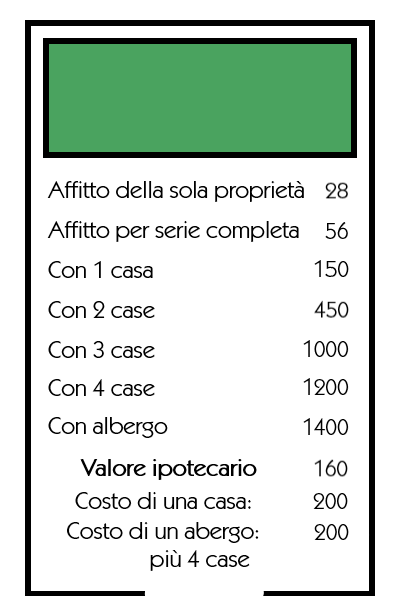 Affitto della sola proprietà 28
Affitto per serie completa 56
Con 1 casa 150
Con 2 case 450
Con 3 case 1000
Con 4 case 1200
Con albergo 1400
Valore ipotecario 160
Costo di una casa: 200
Costo di un abergo: 200
più 4 case